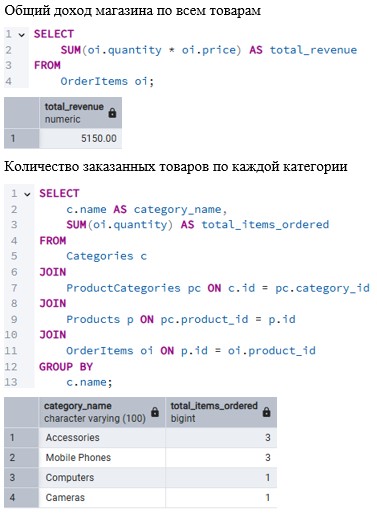 Общий доход магазина по всем товарам
1 SELECT
2 SUM(oi.quantity * oi.price) AS total_revenue
3 FROM
4 OrderItems oi;
total_revenue
numeric
1 5150.00
Количество заказанных товаров по каждой категории
1 SELECT
2 c.name AS category_name,
3 SUM(oi.quantity) AS total_items_ordered
4 FROM
5 Categories c
6 JOIN
7 ProductCategories pc ON c.id = pc.category_id
8 JOIN
9 Products p ON pc.product_id = p.id
10 JOIN
11 OrderItems oi ON p.id = oi.product_id
12 GROUP BY
13 c.name;
category_name total_items_ordered
character varying (100) bigint
1 Accessories 3
2 Mobile Phones 3
3 Computers 1
4 Cameras 1